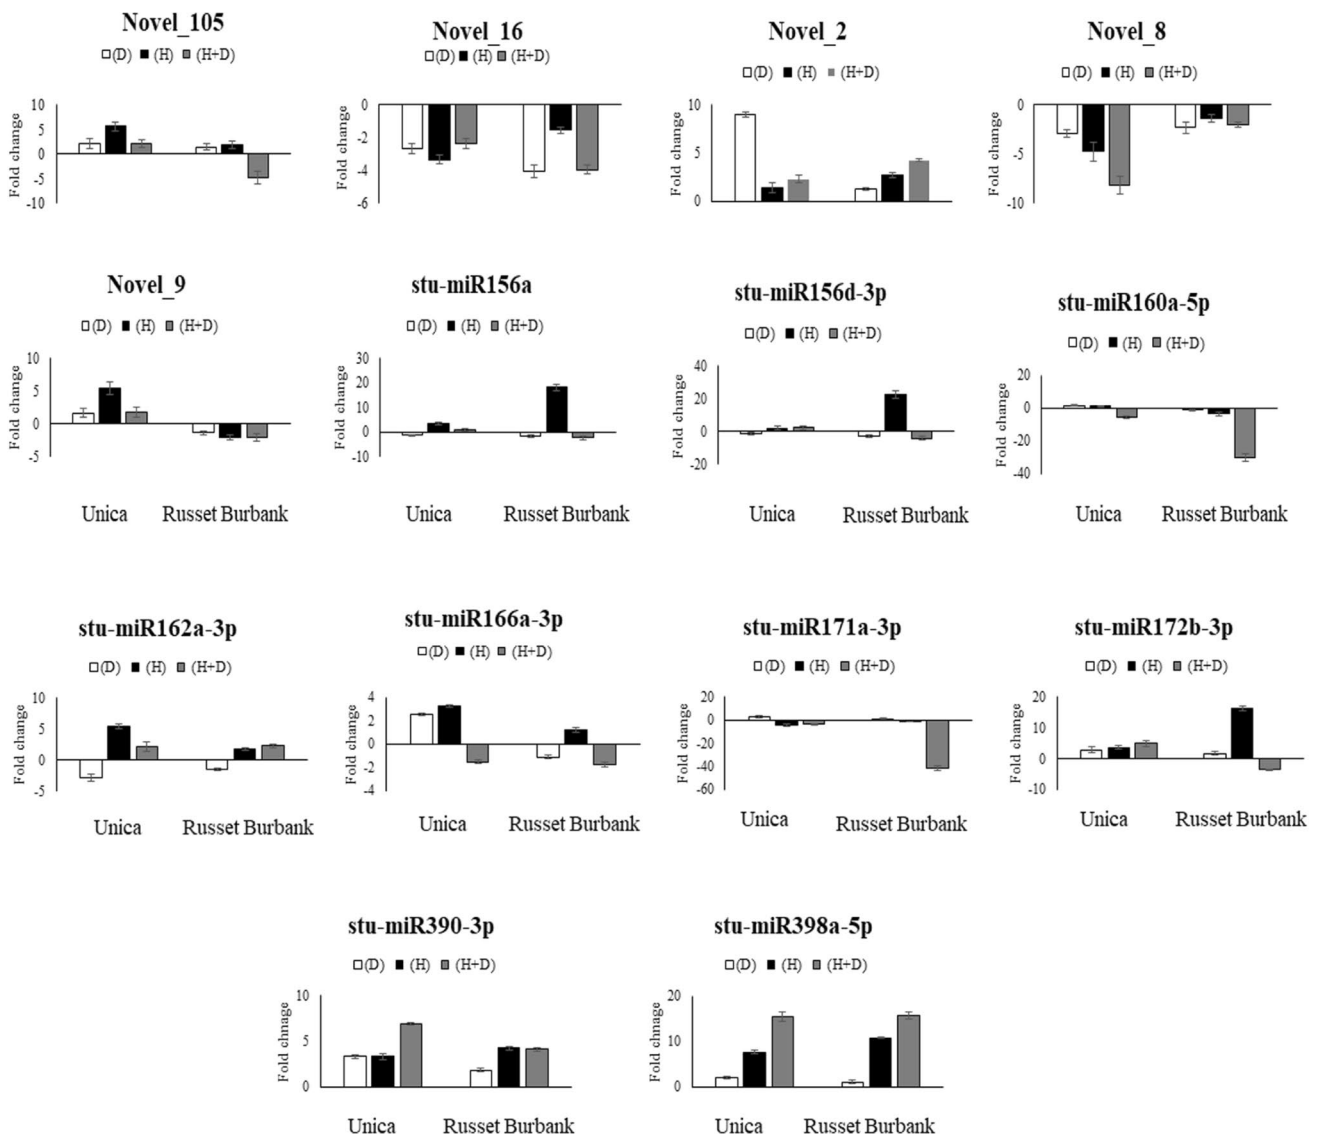 Novel_105
(D) (H) (H+D)
Fold change
10
5
0
-5
-10
Novel_16
(D) (H) (H+D)
Fold change
0
-2
-4
-6
Novel_2
(D) (H) (H+D)
Fold change
10
5
0
Novel_8
(D) (H) (H+D)
Fold change
0
-5
-10
Novel_9
(D) (H) (H+D)
Fold change
10
5
0
-5
Unica Russet Burbank
stu-miR156a
(D) (H) (H+D)
Fold change
30
20
10
0
-10
Unica Russet Burbank
stu-miR156d-3p
(D) (H) (H+D)
Fold change
40
20
0
-20
Unica Russet Burbank
stu-miR160a-5p
(D) (H) (H+D)
Fold change
20
0
-20
-40
Unica Russet Burbank
stu-miR162a-3p
(D) (H) (H+D)
Fold change
10
5
0
-5
Unica Russet Burbank
stu-miR166a-3p
(D) (H) (H+D)
Fold change
4
2
0
-2
-4
Unica Russet Burbank
stu-miR171a-3p
(D) (H) (H+D)
Fold change
20
0
-20
-40
-60
Unica Russet Burbank
stu-miR172b-3p
(D) (H) (H+D)
Fold change
20
10
0
-10
Unica Russet Burbank
stu-miR390-3p
(D) (H) (H+D)
Fold chnage
10
5
0
Unica Russet Burbank
stu-miR398a-5p
(D) (H) (H+D)
Fold chnage
20
10
0
Unica Russet Burbank